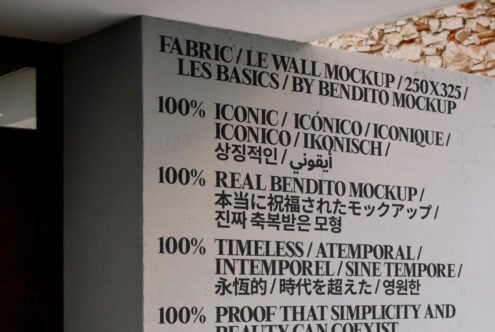 FABRIC / LE WALL MOCKUP / 250X325 /
LES BASICS / BY BENDITO MOCKUP
100% ICONIC / ICÓNICO / ICONIQUE /
ICONICO / IKONISCH /
상징적인 / أيقوني
100% REAL BENDITO MOCKUP /
本当に祝福されたモックアップ /
진짜 축복받은 모형
100% TIMELESS / ATEMPORAL /
INTEMPOREL / SINE TEMPORE /
永恆的 / 時代を超えた / 영원한
100% PROOF THAT SIMPLICITY AND
BEAUTY CAN COEXIST